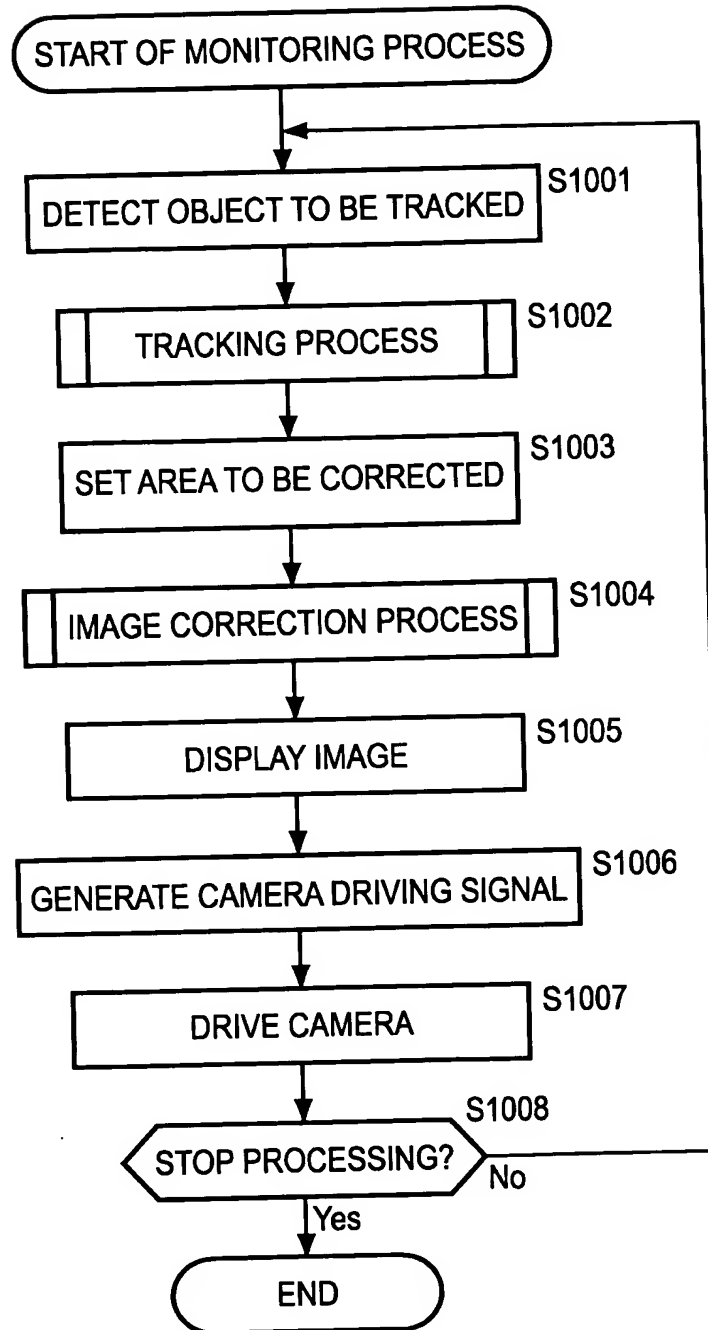 START OF MONITORING PROCESS
S1001
DETECT OBJECT TO BE TRACKED
S1002
TRACKING PROCESS
S1003
SET AREA TO BE CORRECTED
S1004
IMAGE CORRECTION PROCESS
S1005
DISPLAY IMAGE
S1006
GENERATE CAMERA DRIVING SIGNAL
S1007
DRIVE CAMERA
S1008
STOP PROCESSING?
No
Yes
END